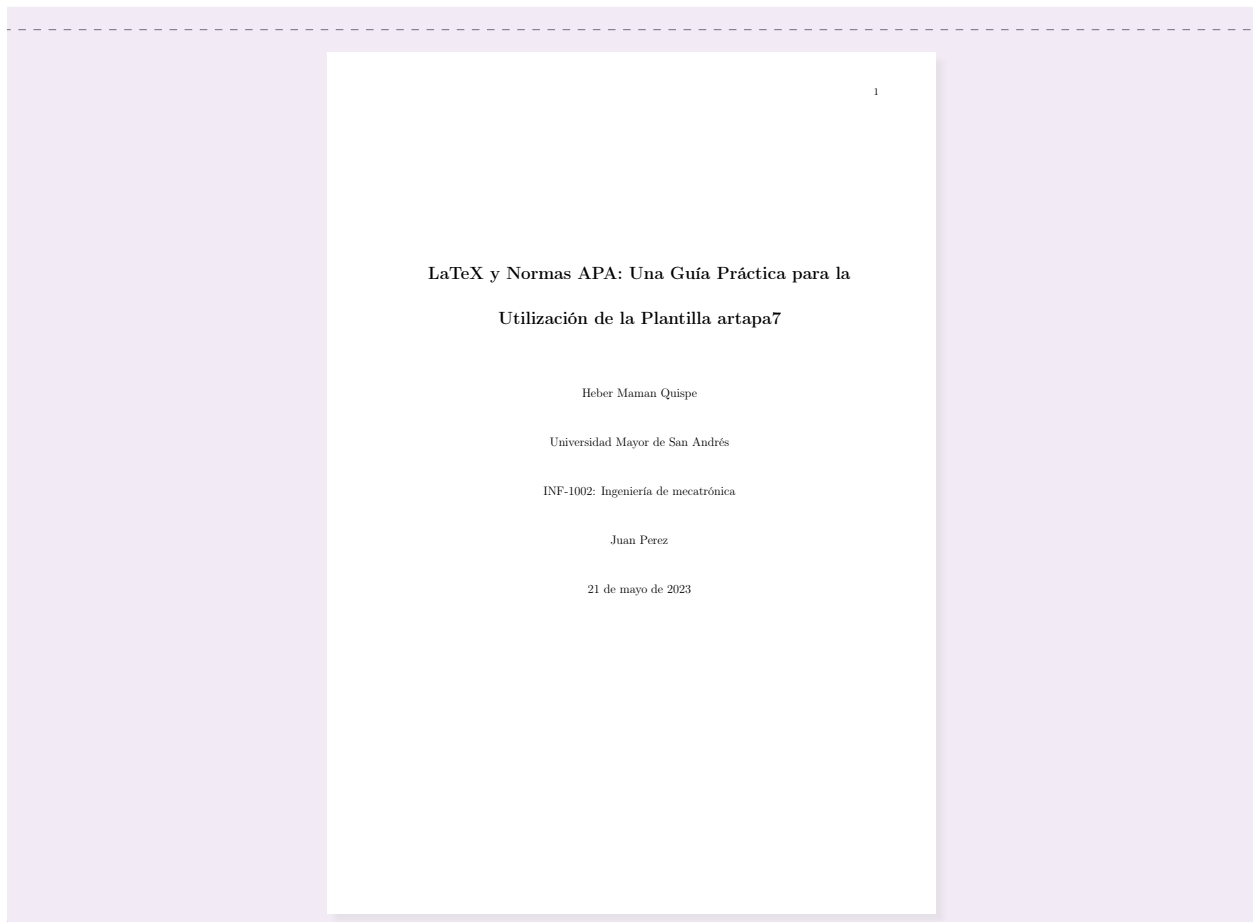 1
LaTeX y Normas APA: Una Guía Práctica para la
Utilización de la Plantilla artapa7
Heber Maman Quispe
Universidad Mayor de San Andrés
INF-1002: Ingeniería de mecatrónica
Juan Perez
21 de mayo de 2023